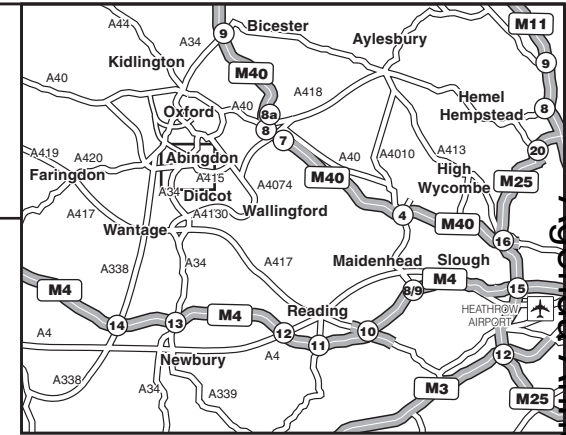 A44
A34
9
Bicester
M11
Aylesbury
Kidlington
M40
9
A40
A418
Hemel
Hempstead
8
Oxford
A40
8a
8
7
20
A419
A420
Abingdon
A40
A4010
A413
High
Wycombe
M25
Faringdon
A415
A34
Didcot
A4074
M40
A417
A4130
Wallingford
4
M40
Wantage
16
A338
A34
A417
Maidenhead
Slough
M4
8/9
M4
15
HEATHROW
AIRPORT
14
13
M4
Reading
12
10
11
12
A4
Newbury
A4
M3
M25
A338
A34
A339